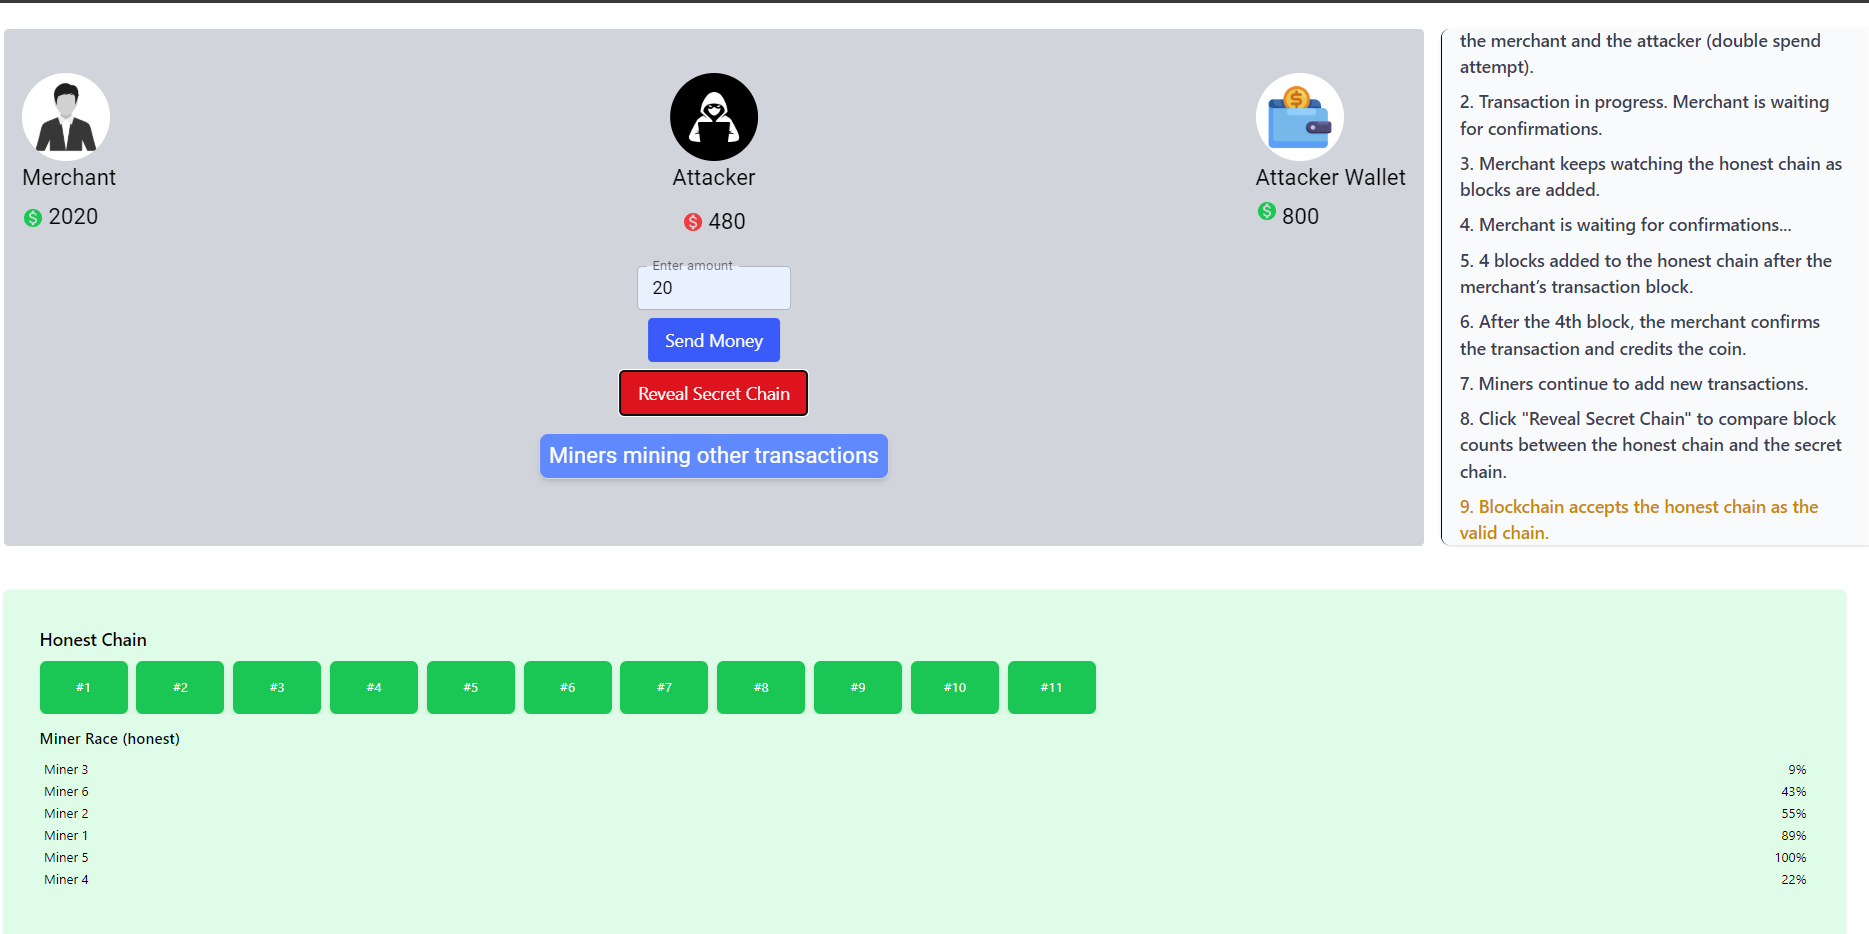 Merchant
2020
Attacker
480
Attacker Wallet
800
Enter amount
20
Send Money
Reveal Secret Chain
Miners mining other transactions
the merchant and the attacker (double spend
attempt).
2. Transaction in progress. Merchant is waiting
for confirmations.
3. Merchant keeps watching the honest chain as
blocks are added.
4. Merchant is waiting for confirmations...
5. 4 blocks added to the honest chain after the
merchant’s transaction block.
6. After the 4th block, the merchant confirms
the transaction and credits the coin.
7. Miners continue to add new transactions.
8. Click "Reveal Secret Chain" to compare block
counts between the honest chain and the secret
chain.
9. Blockchain accepts the honest chain as the
valid chain.
Honest Chain
#1 #2 #3 #4 #5 #6 #7 #8 #9 #10 #11
Miner Race (honest)
Miner 3 9%
Miner 6 43%
Miner 2 55%
Miner 1 89%
Miner 5 100%
Miner 4 22%